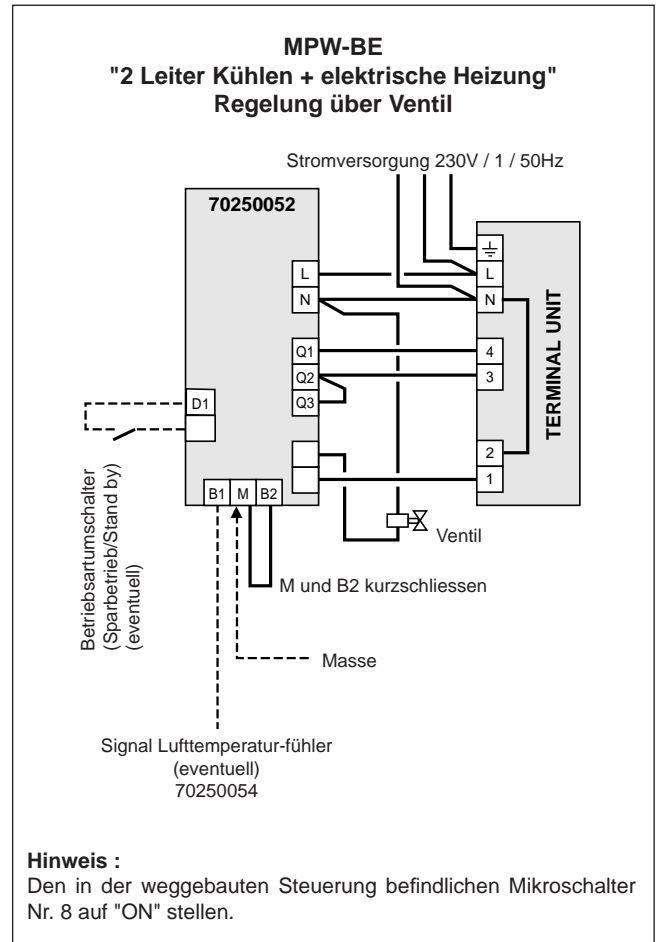 MPW-BE
"2 Leiter Kühlen + elektrische Heizung"
Regelung über Ventil
Stromversorgung 230V / 1 / 50Hz
70250052
L
N
Q1
Q2
Q3
D1
B1 M B2
L
N
4
3
2
1
TERMINAL UNIT
Betriebsartumschalter
(Sparbetrieb/Stand by)
(eventuell)
Ventil
M und B2 kurzschliessen
Masse
Signal Lufttemperatur-fühler
(eventuell)
70250054
Hinweis :
Den in der weggebauten Steuerung befindlichen Mikroschalter
Nr. 8 auf "ON" stellen.